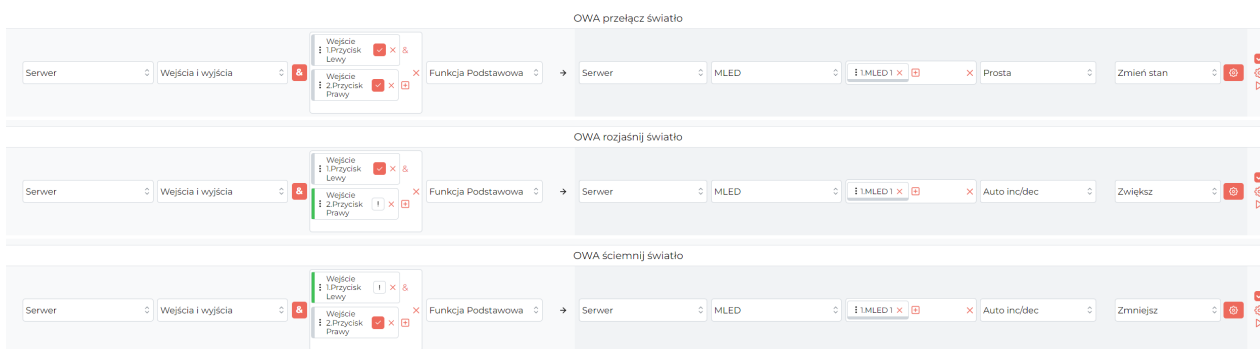 OWA przełącz światło
Serwer Wejścia i wyjścia & Wejście 1.Przycisk Lewy & Wejście 2.Przycisk Prawy Funkcja Podstawowa → Serwer MLED 1.MLED 1 Prosta Zmień stan
OWA rozjaśnij światło
Serwer Wejścia i wyjścia & Wejście 1.Przycisk Lewy & Wejście 2.Przycisk Prawy ! Funkcja Podstawowa → Serwer MLED 1.MLED 1 Auto inc/dec Zwiększ
OWA ściemnij światło
Serwer Wejścia i wyjścia & Wejście 1.Przycisk Lewy ! & Wejście 2.Przycisk Prawy Funkcja Podstawowa → Serwer MLED 1.MLED 1 Auto inc/dec Zmniejsz